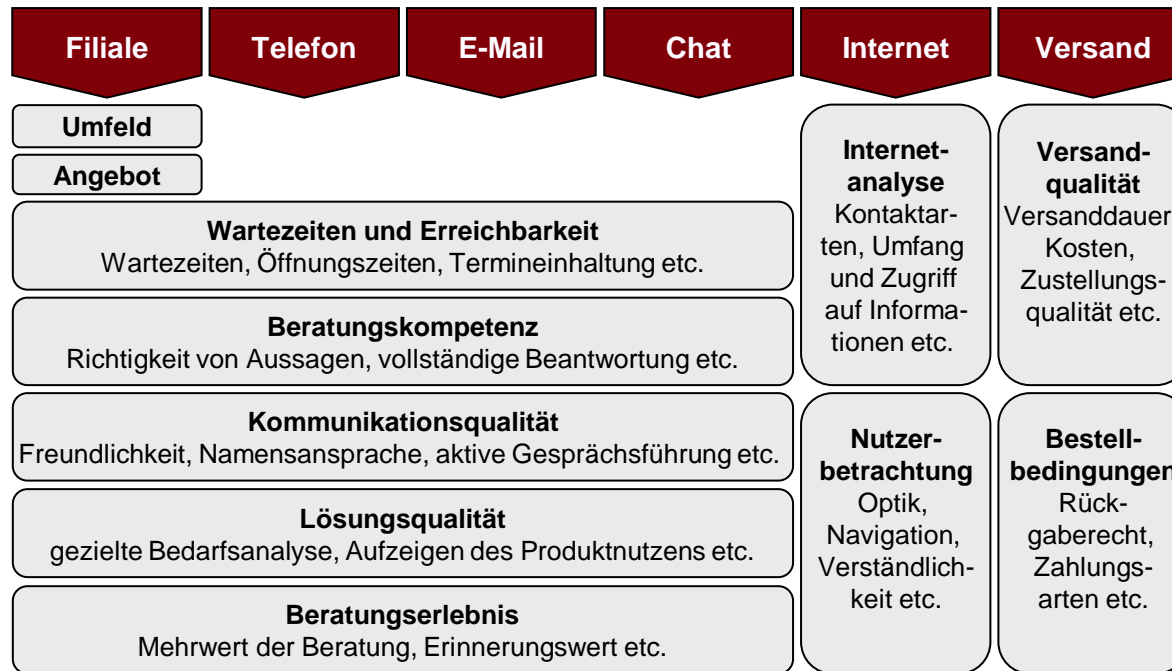 Filiale
Telefon
E-Mail
Chat
Internet
Versand
Umfeld
Angebot
Wartezeiten und Erreichbarkeit
Wartezeiten, Öffnungszeiten, Termineinhaltung etc.
Beratungskompetenz
Richtigkeit von Aussagen, vollständige Beantwortung etc.
Kommunikationsqualität
Freundlichkeit, Namensansprache, aktive Gesprächsführung etc.
Lösungsqualität
gezielte Bedarfsanalyse, Aufzeigen des Produktnutzens etc.
Beratungserlebnis
Mehrwert der Beratung, Erinnerungswert etc.
Internet-
analyse
Kontaktar-
ten, Umfang
und Zugriff
auf Informa-
tionen etc.
Nutzer-
betrachtung
Optik,
Navigation,
Verständlich-
keit etc.
Versand-
qualität
Versanddauer
Kosten,
Zustellungs-
qualität etc.
Bestell-
bedingungen
Rück-
gaberecht,
Zahlungs-
arten etc.